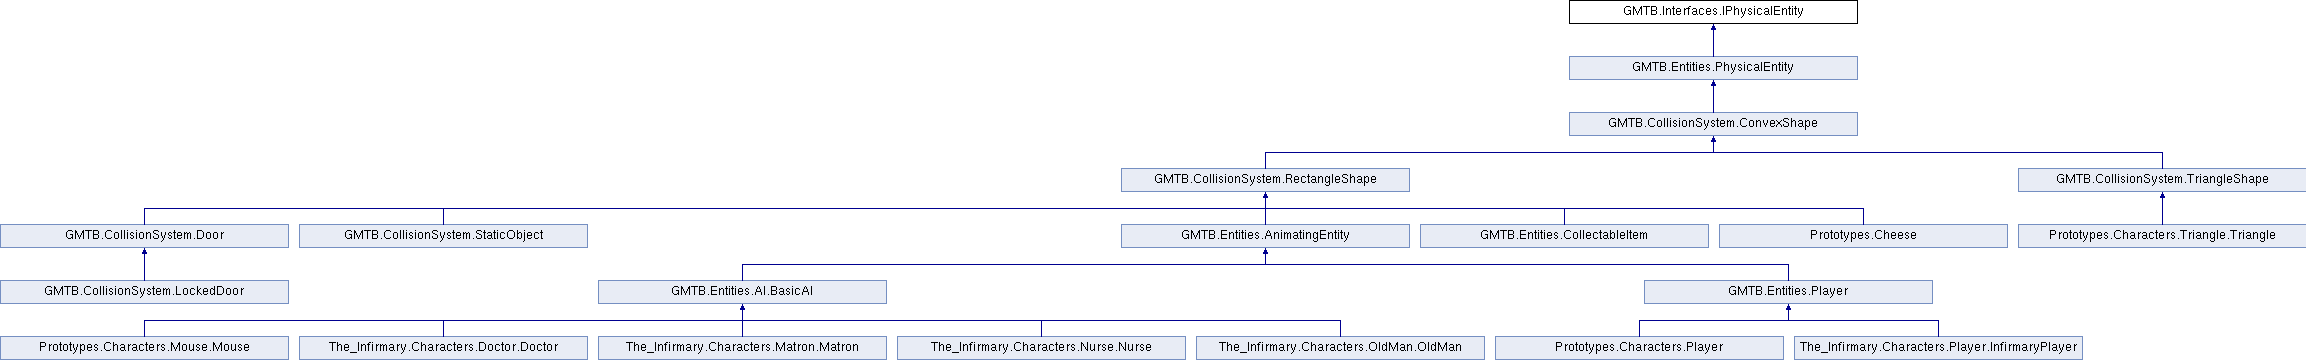 GMTB.Interfaces.IPhysicalEntity
GMTB.Entities.PhysicalEntity
GMTB.CollisionSystem.ConvexShape
GMTB.CollisionSystem.RectangleShape
GMTB.CollisionSystem.TriangleShape
GMTB.CollisionSystem.Door
GMTB.CollisionSystem.StaticObject
GMTB.Entities.AnimatingEntity
GMTB.Entities.CollectableItem
Prototypes.Cheese
Prototypes.Characters.Triangle.Triangle
GMTB.CollisionSystem.LockedDoor
GMTB.Entities.AI.BasicAI
GMTB.Entities.Player
Prototypes.Characters.Mouse.Mouse
The_Infirmary.Characters.Doctor.Doctor
The_Infirmary.Characters.Matron.Matron
The_Infirmary.Characters.Nurse.Nurse
The_Infirmary.Characters.OldMan.OldMan
Prototypes.Characters.Player
The_Infirmary.Characters.Player.InfirmaryPlayer